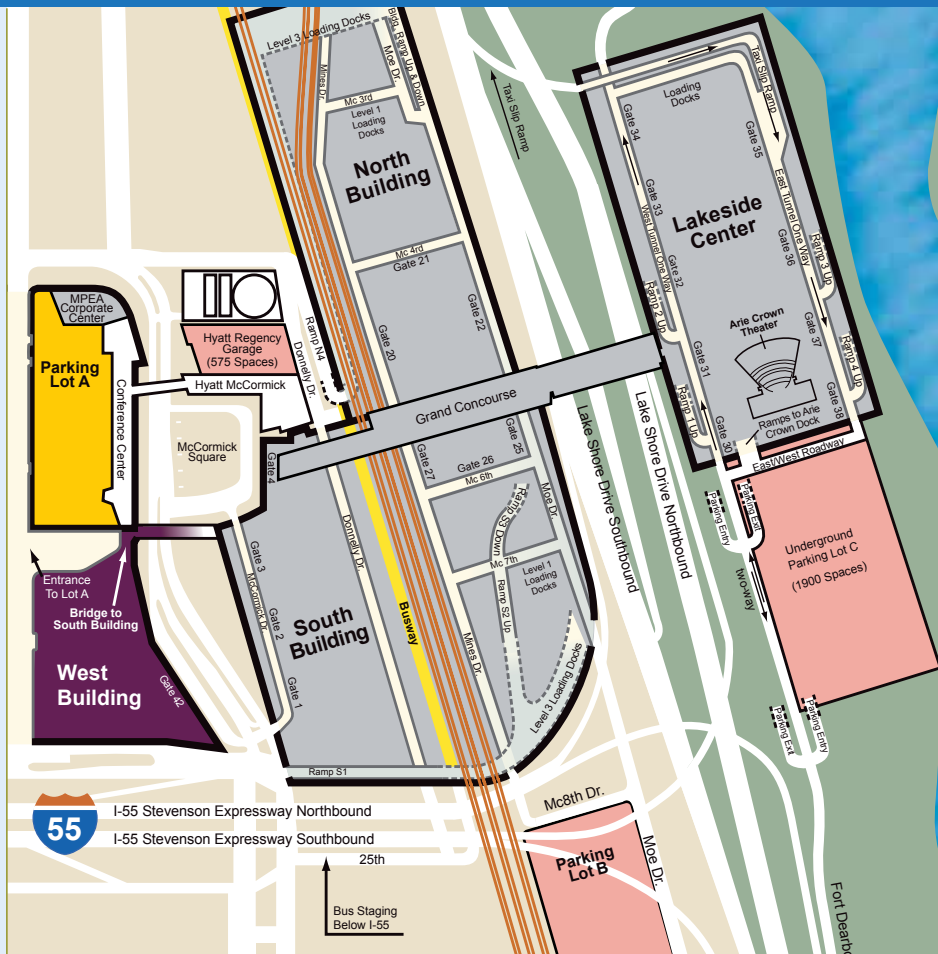 Level 3 Loading Docks
Bldg. Ramp Up & Down
Moe Dr.
Mines Dr.
Mc 3rd
Level 1
Loading
Docks
North
Building
Mc 4rd
Gate 21
Gate 22
Gate 20
Taxi Slip Ramp
Taxi Slip Ramp
Loading
Docks
Gate 34
Gate 35
Gate 33
West Tunnel One Way
East Tunnel One Way
Lakeside
Center
Gate 32
Gate 36
Ramp 3 Up
Ramp 2 Up
Arie Crown
Theater
Gate 37
Gate 31
Ramp 4 Up
Ramp 1 Up
Gate 30
Gate 38
Ramps to Arie
Crown Dock
East/West Roadway
MPEA
Corporate
Center
Parking
Lot A
Conference Center
Hyatt Regency
Garage
(575 Spaces)
Hyatt McCormick
Ramp N4
Donnelly Dr.
McCormick
Square
Gate 4
Grand Concourse
Gate 27
Gate 26
Gate 25
Mc 6th
Moe Dr.
Ramp S3 Down
Mc 7th
Level 1
Loading
Docks
Ramp S2 Up
Lake Shore Drive Southbound
Lake Shore Drive Northbound
Parking Entry
Parking Exit
Underground
Parking Lot C
(1900 Spaces)
two-way
Parking Exit
Parking Entry
Entrance
To Lot A
Bridge to
South Building
West
Building
Gate 42
Gate 3
McCormick Dr.
Gate 2
Gate 1
South
Building
Donnelly Dr.
Busway
Mines Dr.
Level 3 Loading Docks
Ramp S1
55
I-55 Stevenson Expressway Northbound
I-55 Stevenson Expressway Southbound
25th
Bus Staging
Below I-55
Mc8th Dr.
Parking
Lot B
Moe Dr.
Fort Dearbo